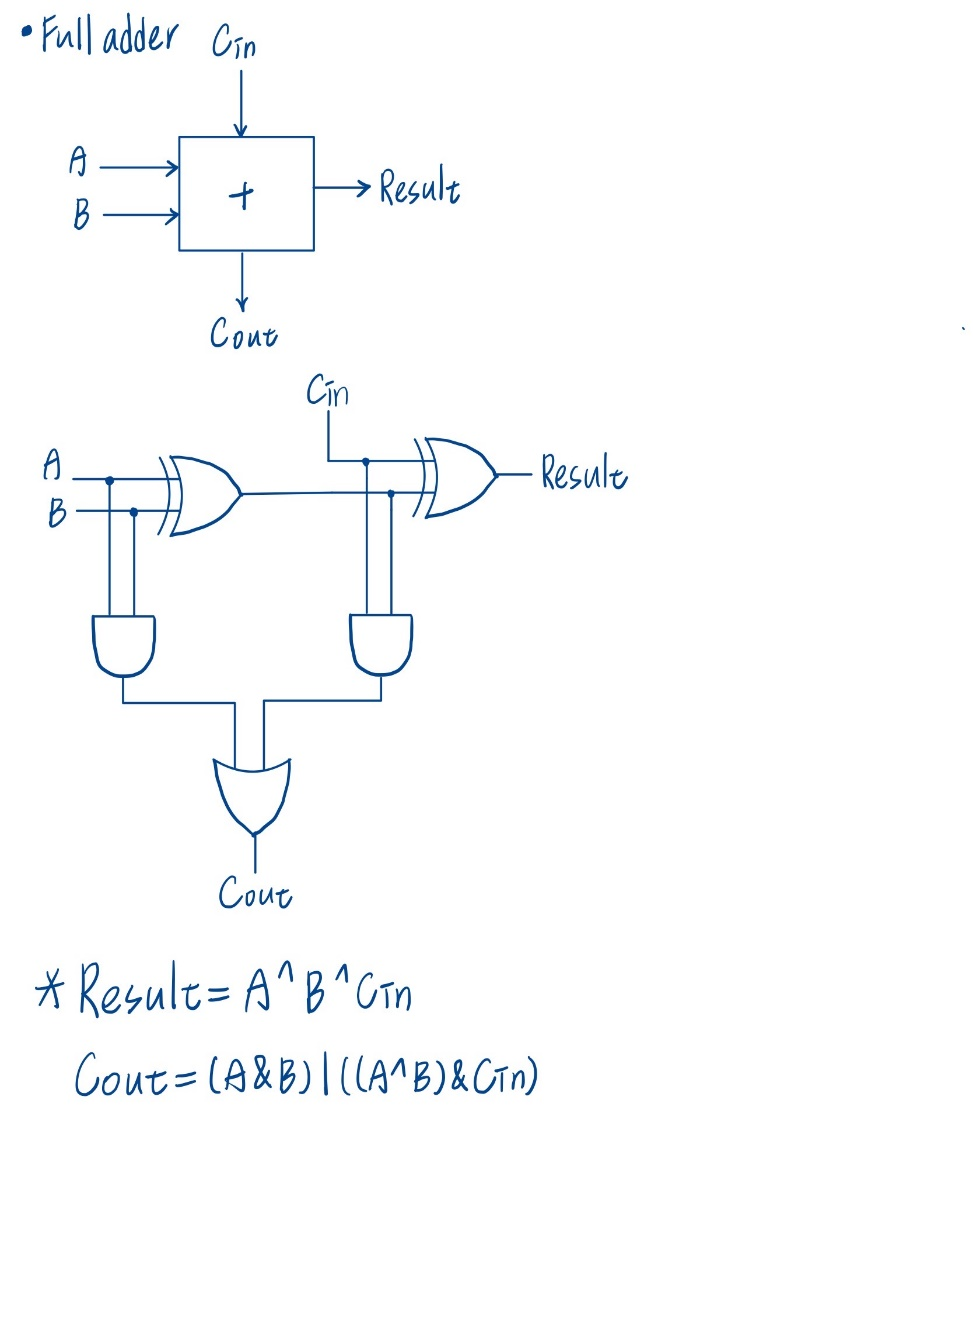 • Full adder
Cin
A
B
+
Result
Cout
Cin
A
B
Result
Cout
* Result = A ^ B ^ Cin
Cout = (A & B) | ((A ^ B) & Cin)